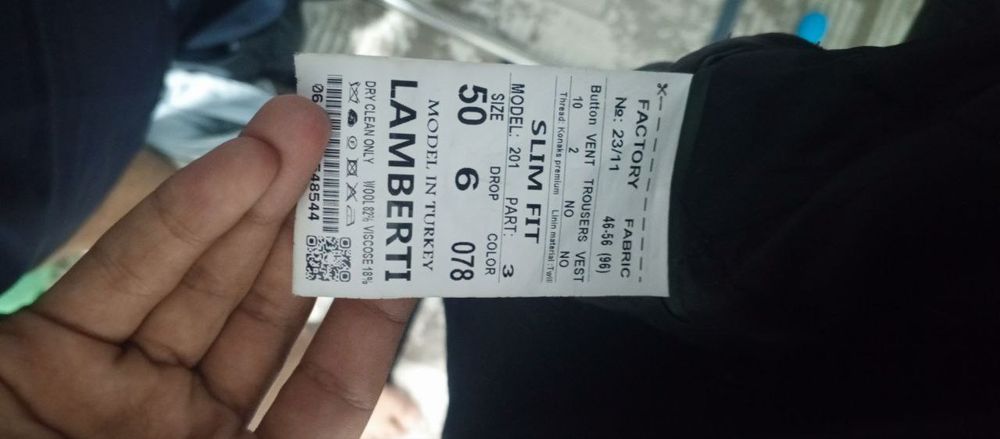 FACTORY FABRIC
№: 23/11 46-56 (96)
Button VENT TROUSERS VEST
10 2 NO NO
Thread: Konaks premium Linin material: Twill
SLIM FIT
MODEL: 201 PART: 3
SIZE DROP COLOR
50 6 078
MODEL IN TURKEY
LAMBERTI
DRY CLEAN ONLY WOOL 82% VISCOSE 18%
48544